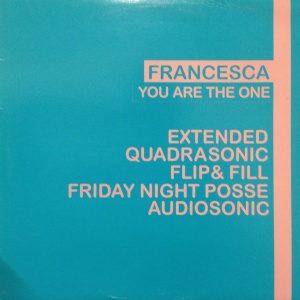 FRANCESCA
YOU ARE THE ONE
EXTENDED
QUADRASONIC
FLIP& FILL
FRIDAY NIGHT POSSE
AUDIOSONIC